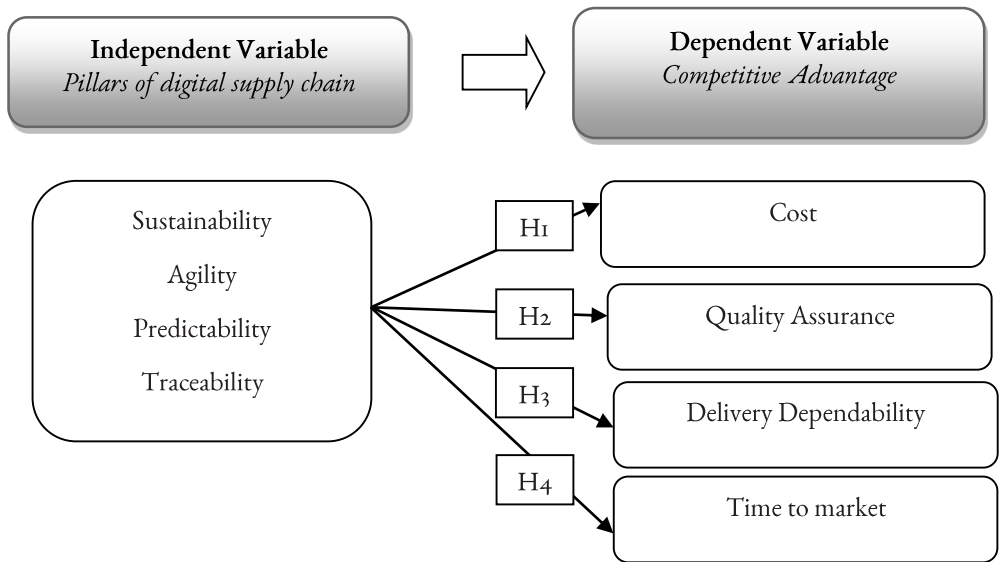 Independent Variable
Pillars of digital supply chain
Dependent Variable
Competitive Advantage
Sustainability
Agility
Predictability
Traceability
H1
H2
H3
H4
Cost
Quality Assurance
Delivery Dependability
Time to market